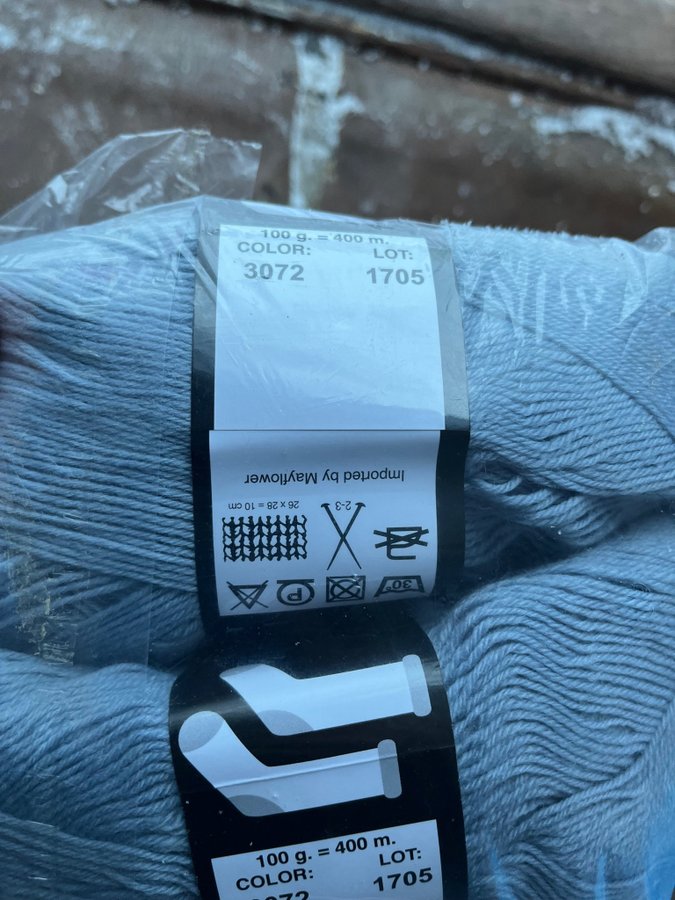 100 g. = 400 m.
COLOR: LOT:
3072 1705
Imported by Mayflower
26 x 28 = 10 cm
2-3
P
30°
100 g. = 400 m.
COLOR: LOT:
3072 1705